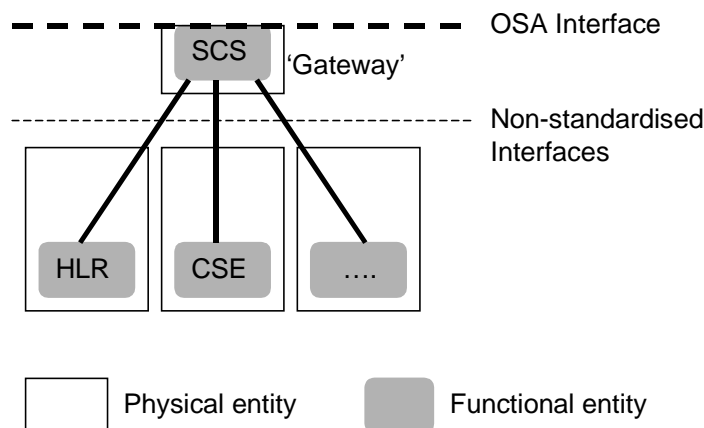 OSA Interface
SCS
‘Gateway’
Non-standardised
Interfaces
HLR
CSE
….
Physical entity
Functional entity